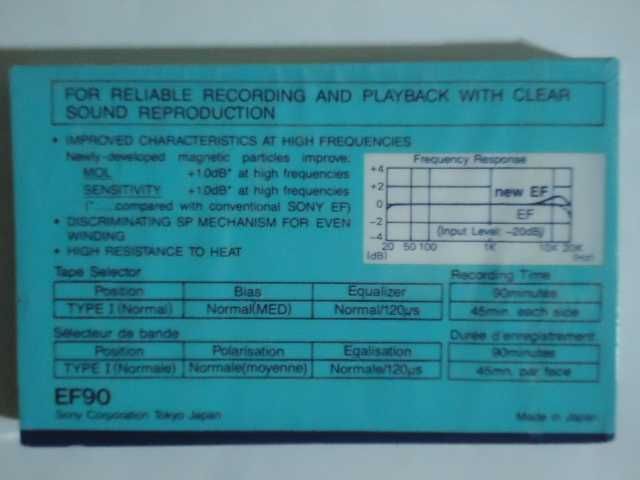 FOR RELIABLE RECORDING AND PLAYBACK WITH CLEAR
SOUND REPRODUCTION
• IMPROVED CHARACTERISTICS AT HIGH FREQUENCIES
Newly-developed magnetic particles improve:
MOL +1.0dB* at high frequencies
SENSITIVITY +1.0dB* at high frequencies
(* ...compared with conventional SONY EF)
• DISCRIMINATING SP MECHANISM FOR EVEN
WINDING
• HIGH RESISTANCE TO HEAT
Frequency Response
+4
+2
0
−2
−4
(dB)
new EF
EF
(Input Level: −20dB)
20 50 100 1K 10K 20K
(Hz)
Tape Selector
Position Bias Equalizer
TYPE I (Normal) Normal(MED) Normal/120µs
Recording Time
90minutes
45min. each side
Sélecteur de bande
Position Polarisation Egalisation
TYPE I (Normale) Normale(moyenne) Normale/120µs
Durée d'enregistrement
90minutes
45mn. par face
EF90
Sony Corporation Tokyo Japan
Made in Japan